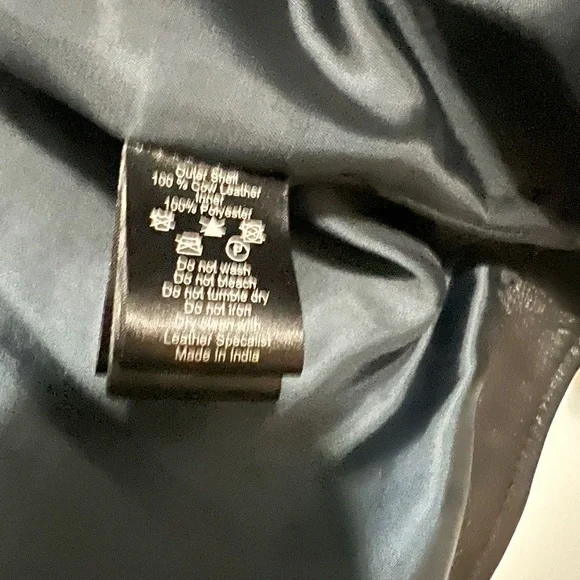 Outer Shell
100 % Cow Leather
Inner
100% Polyester
P
Do not wash
Do not bleach
Do not tumble dry
Do not iron
Dry clean with
Leather Specialist
Made In India